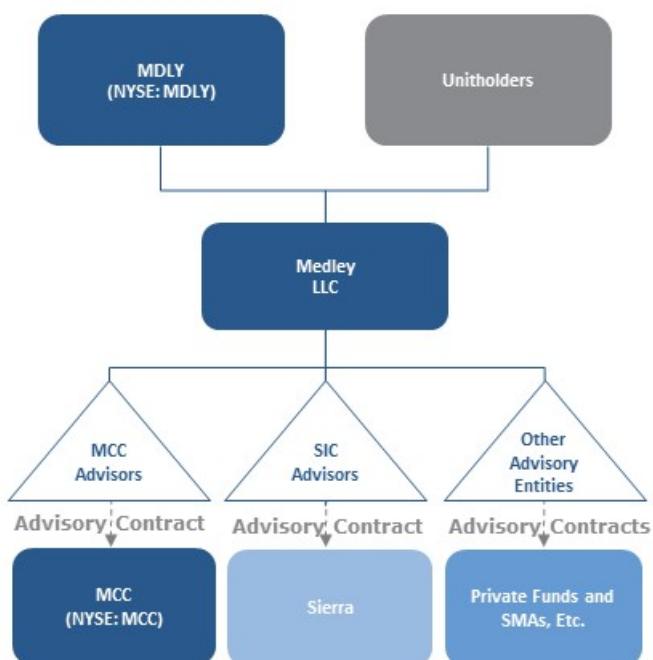 MDLY
(NYSE: MDLY)
Unitholders
Medley
LLC
MCC
Advisors
SIC
Advisors
Other
Advisory
Entities
Advisory Contract
Advisory Contract
Advisory Contracts
MCC
(NYSE: MCC)
Sierra
Private Funds and
SMAs, Etc.